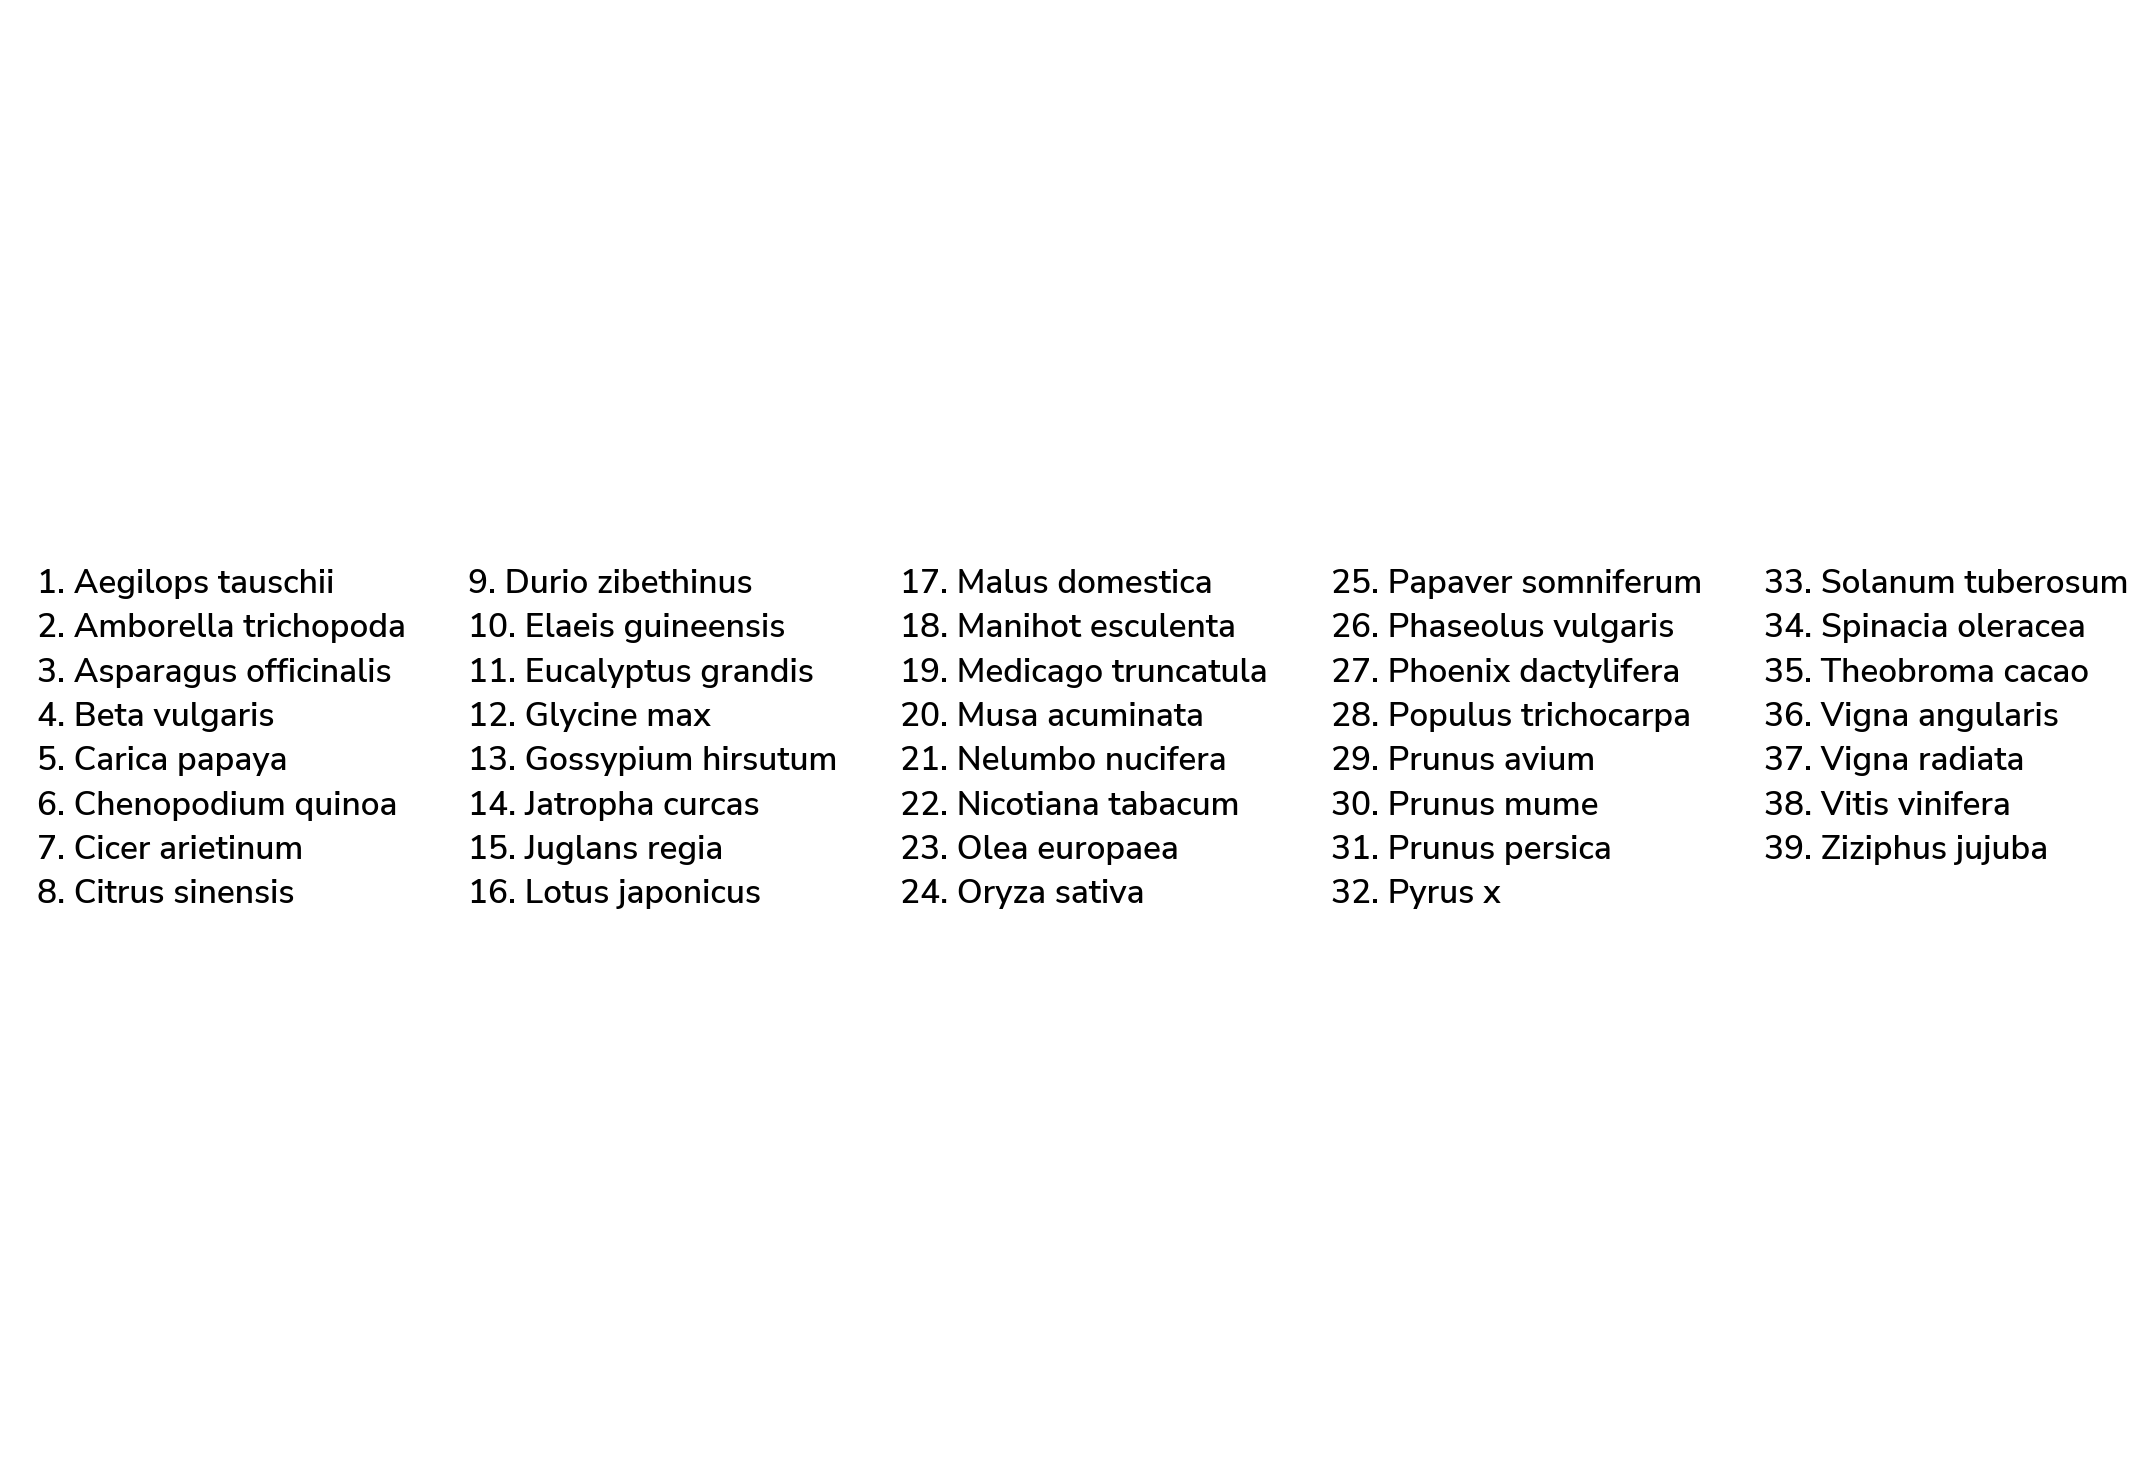 1. Aegilops tauschii
2. Amborella trichopoda
3. Asparagus officinalis
4. Beta vulgaris
5. Carica papaya
6. Chenopodium quinoa
7. Cicer arietinum
8. Citrus sinensis
9. Durio zibethinus
10. Elaeis guineensis
11. Eucalyptus grandis
12. Glycine max
13. Gossypium hirsutum
14. Jatropha curcas
15. Juglans regia
16. Lotus japonicus
17. Malus domestica
18. Manihot esculenta
19. Medicago truncatula
20. Musa acuminata
21. Nelumbo nucifera
22. Nicotiana tabacum
23. Olea europaea
24. Oryza sativa
25. Papaver somniferum
26. Phaseolus vulgaris
27. Phoenix dactylifera
28. Populus trichocarpa
29. Prunus avium
30. Prunus mume
31. Prunus persica
32. Pyrus x
33. Solanum tuberosum
34. Spinacia oleracea
35. Theobroma cacao
36. Vigna angularis
37. Vigna radiata
38. Vitis vinifera
39. Ziziphus jujuba